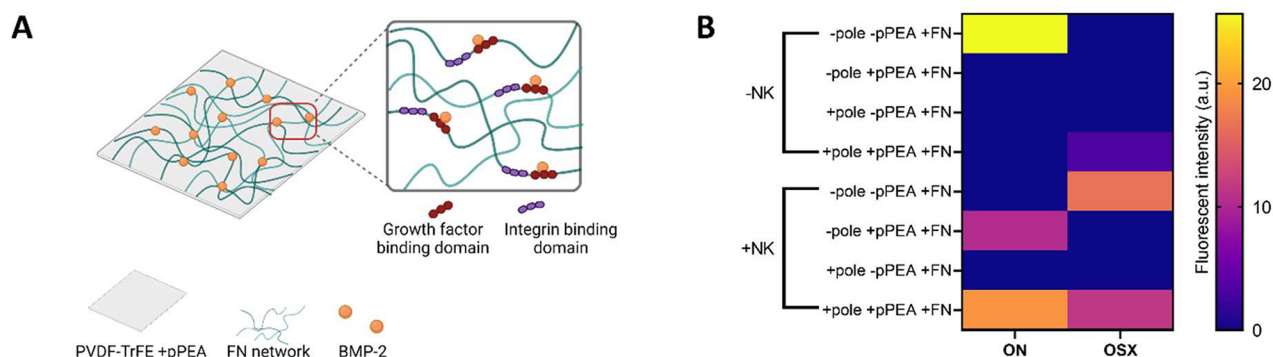 A
Growth factor
binding domain
Integrin binding
domain
PVDF-TrFE +pPEA
FN network
BMP-2
B
-NK
-pole -pPEA +FN
-pole +pPEA +FN
+pole -pPEA +FN
+pole +pPEA +FN
+NK
-pole -pPEA +FN
-pole +pPEA +FN
+pole -pPEA +FN
+pole +pPEA +FN
ON
OSX
20
10
0
Fluorescent intensity (a.u.)